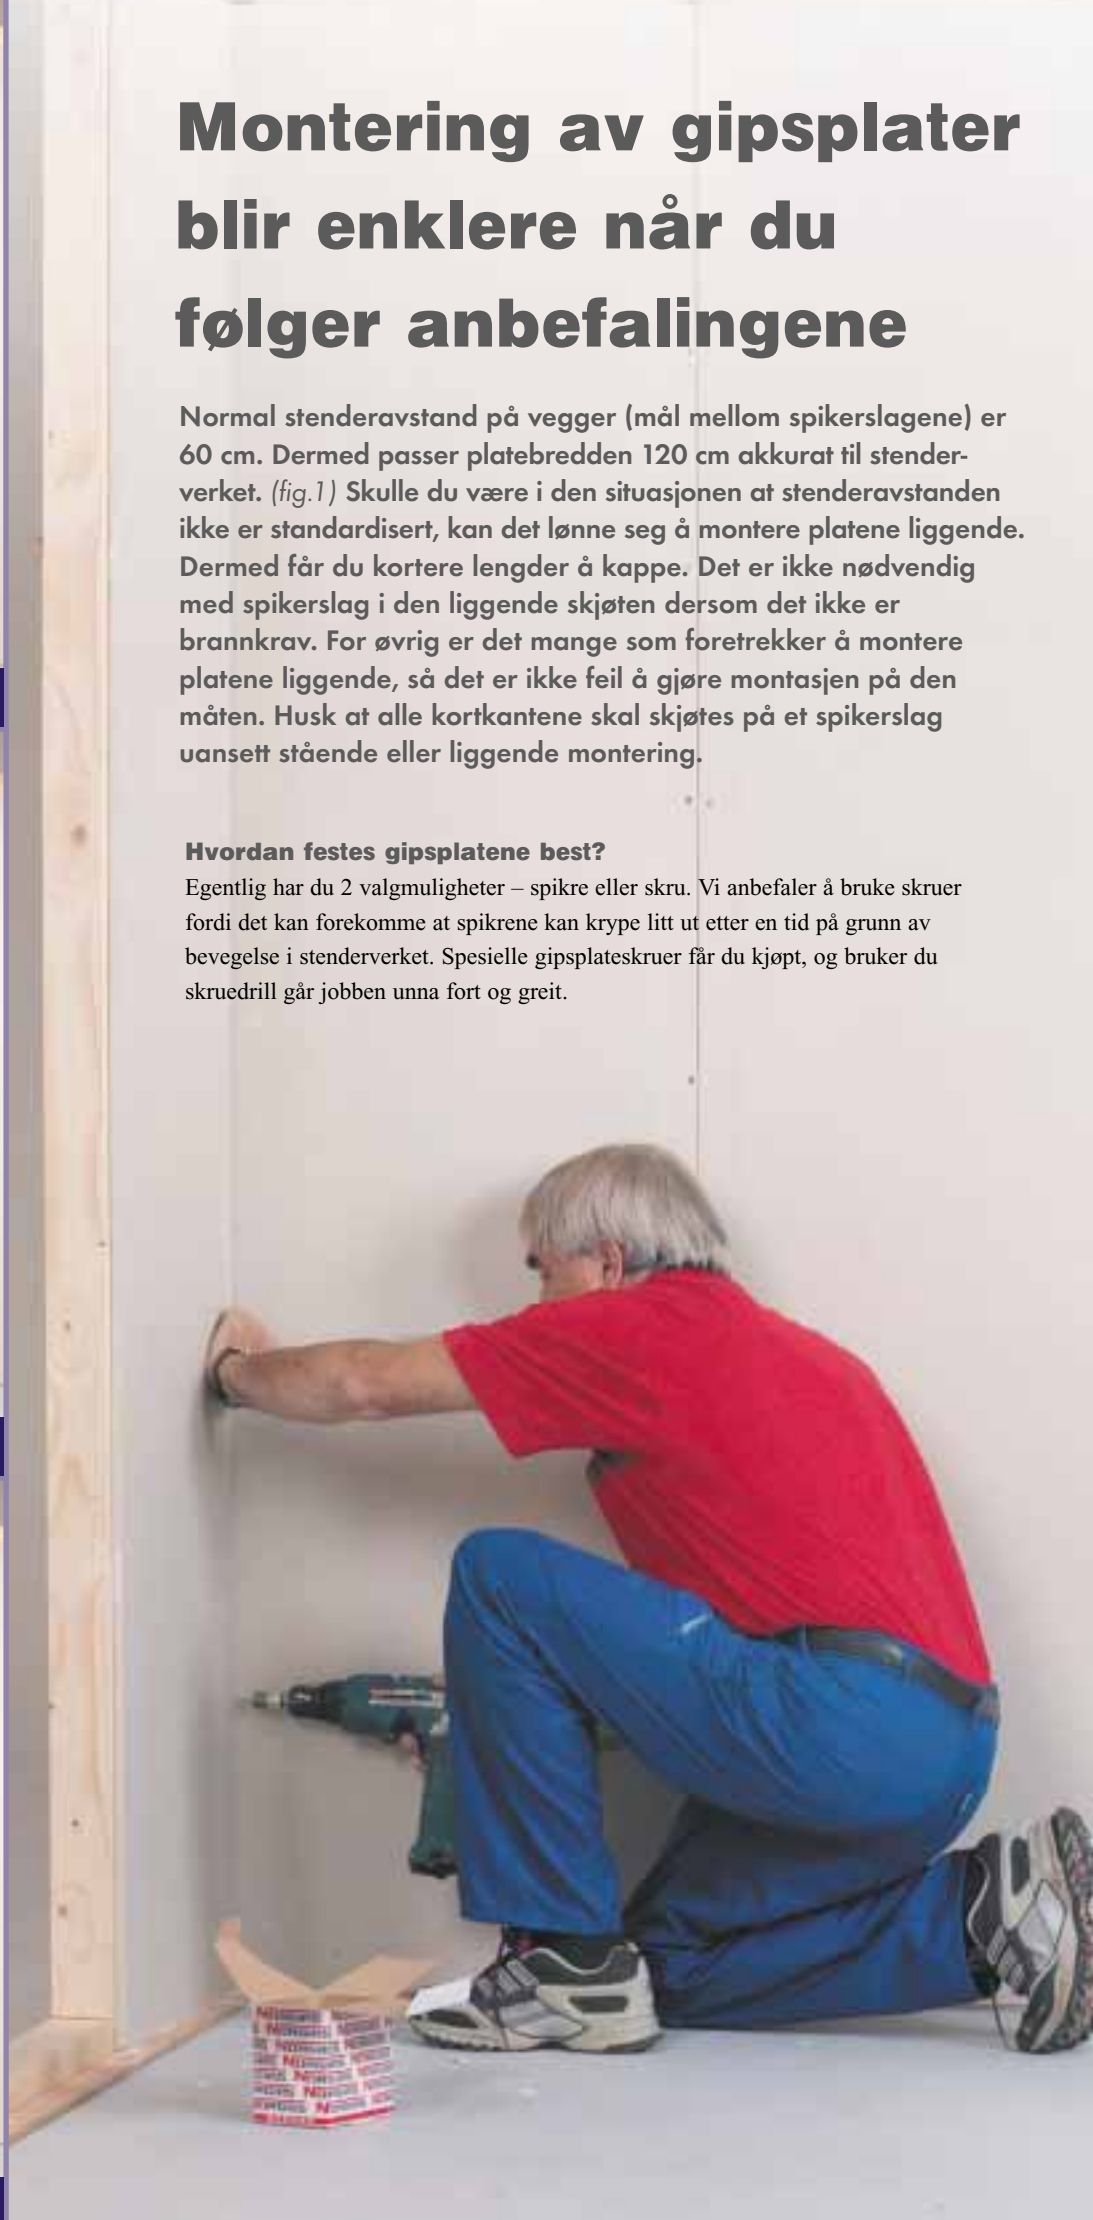 Montering av gipsplater
blir enklere når du
følger anbefalingene
Normal stenderavstand på vegger (mål mellom spikerslagene) er
60 cm. Dermed passer platebredden 120 cm akkurat til stender-
verket. (fig.1) Skulle du være i den situasjonen at stenderavstanden
ikke er standardisert, kan det lønne seg å montere platene liggende.
Dermed får du kortere lengder å kappe. Det er ikke nødvendig
med spikerslag i den liggende skjøten dersom det ikke er
brannkrav. For øvrig er det mange som foretrekker å montere
platene liggende, så det er ikke feil å gjøre montasjen på den
måten. Husk at alle kortkantene skal skjøtes på et spikerslag
uansett stående eller liggende montering.
Hvordan festes gipsplatene best?
Egentlig har du 2 valgmuligheter – spikre eller skru. Vi anbefaler å bruke skruer
fordi det kan forekomme at spikrene kan krype litt ut etter en tid på grunn av
bevegelse i stenderverket. Spesielle gipsplateskruer får du kjøpt, og bruker du
skruedrill går jobben unna fort og greit.